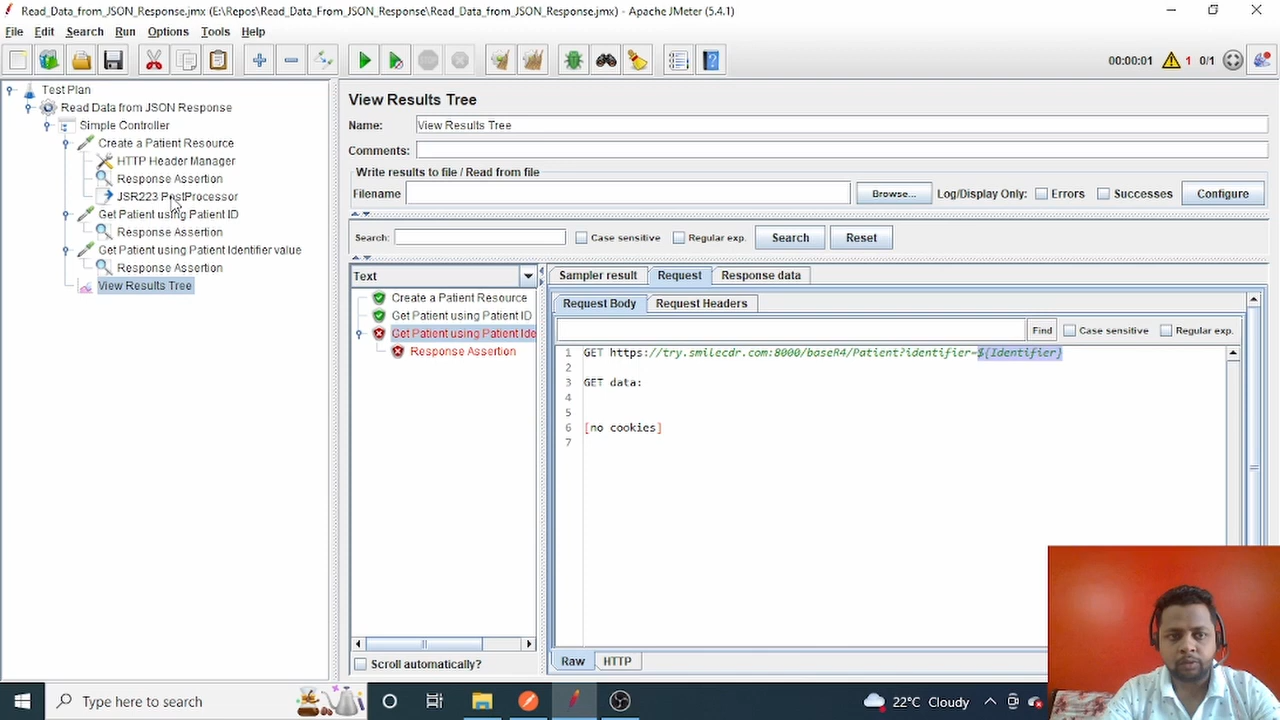 Read_Data_from_JSON_Response.jmx (E:\Repos\Read_Data_From_JSON_Response\Read_Data_from_JSON_Response.jmx) - Apache JMeter (5.4.1)
File Edit Search Run Options Tools Help
00:00:01 1 0/1
Test Plan
Read Data from JSON Response
Simple Controller
Create a Patient Resource
HTTP Header Manager
Response Assertion
JSR223 PostProcessor
Get Patient using Patient ID
Response Assertion
Get Patient using Patient Identifier value
Response Assertion
View Results Tree
View Results Tree
Name: View Results Tree
Comments:
Write results to file / Read from file
Filename Browse... Log/Display Only: Errors Successes Configure
Search: Case sensitive Regular exp. Search Reset
Text
Create a Patient Resource
Get Patient using Patient ID
Get Patient using Patient Ide
Response Assertion
Scroll automatically?
Sampler result Request Response data
Request Body Request Headers
Find Case sensitive Regular exp.
1 GET https://try.smilecdr.com:8000/baseR4/Patient?identifier=${Identifier}
2
3 GET data:
4
5
6 [no cookies]
7
Raw HTTP
Type here to search
22°C Cloudy